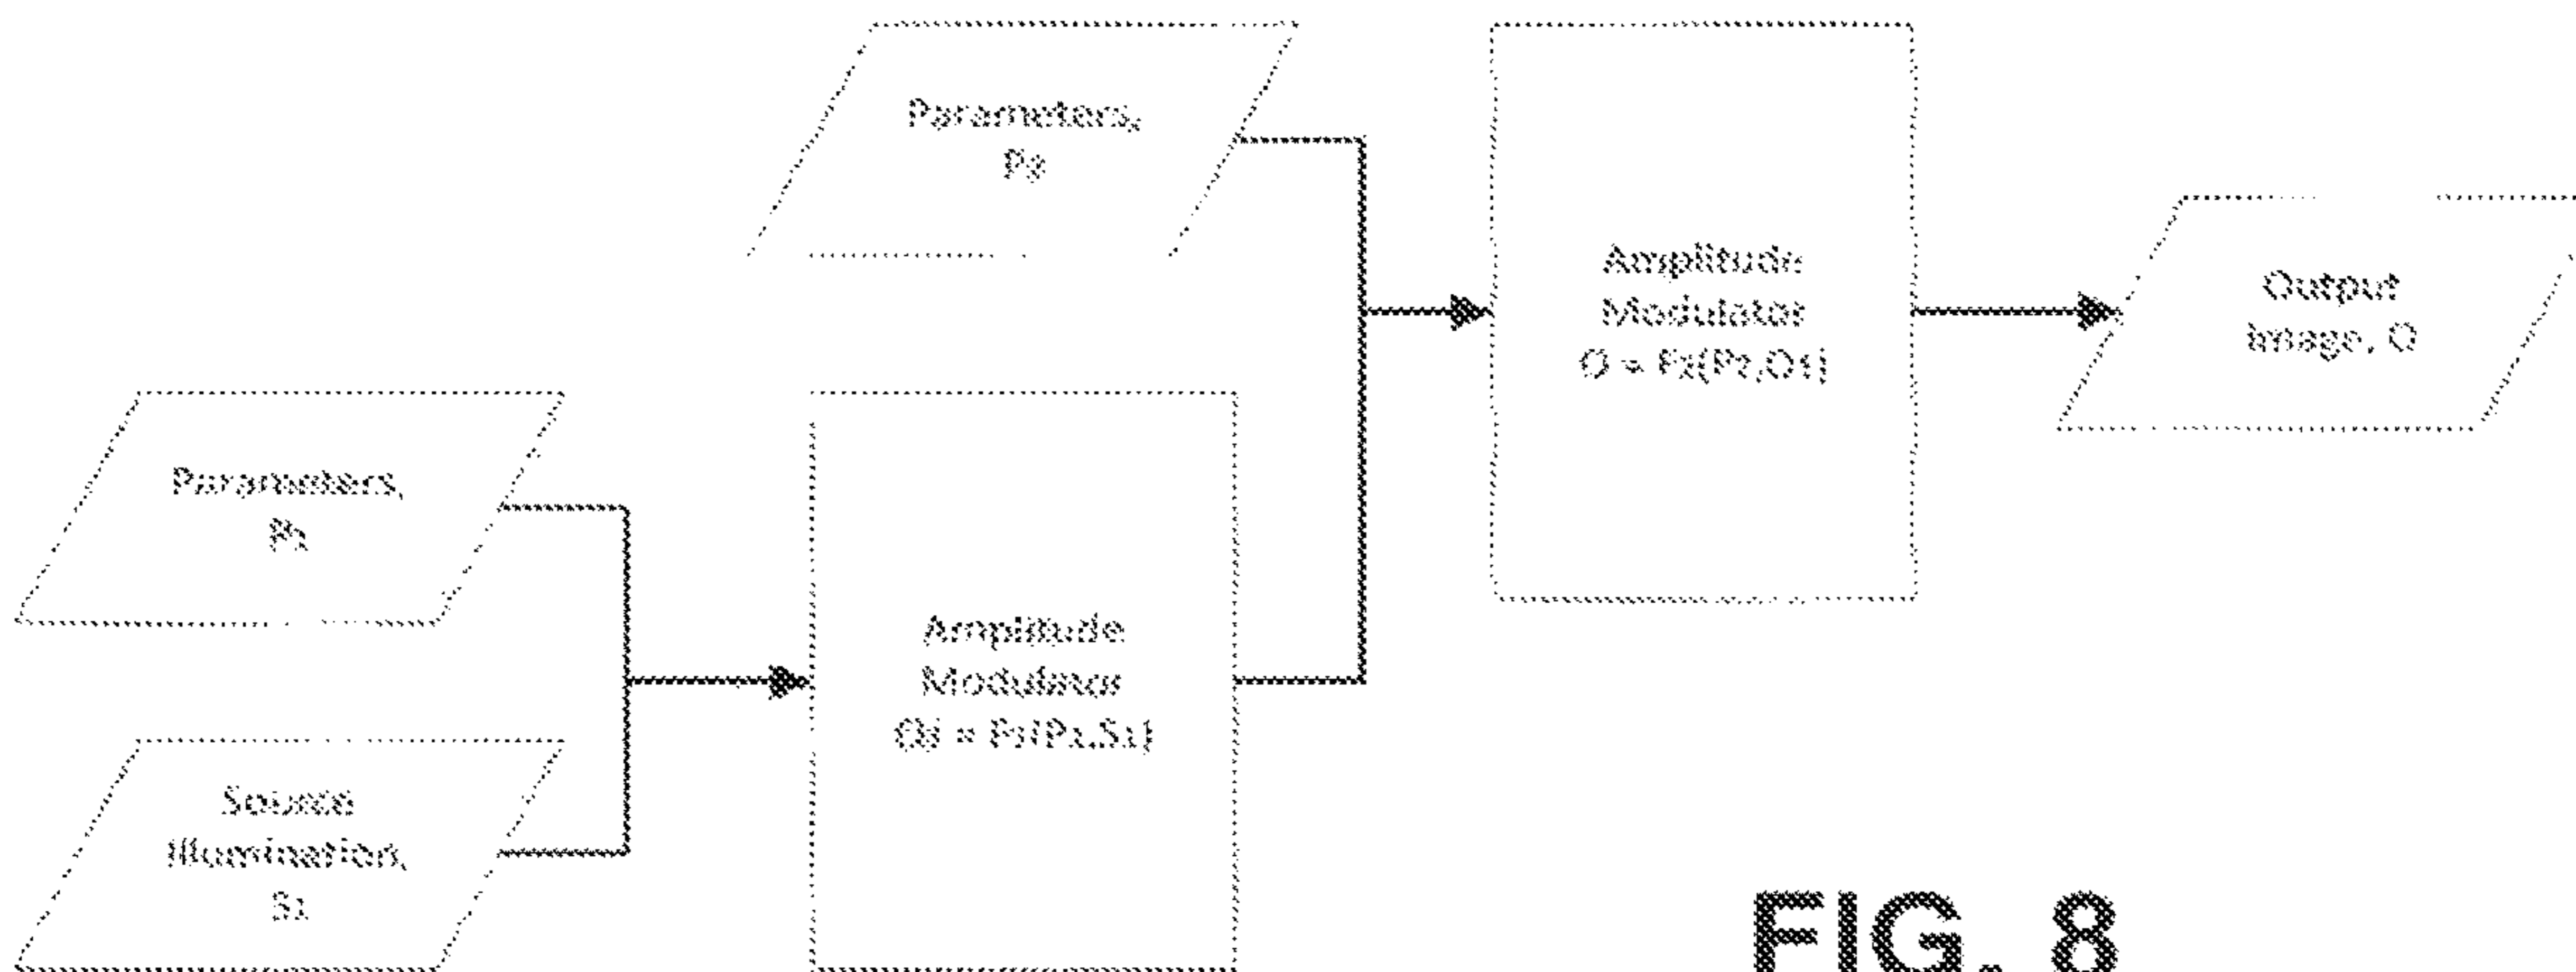 Parameters,
P2
Amplitude
Modulator
O = F2(P2,O1)
Output
image, O
Parameters,
P1
Amplitude
Modulator
O1 = F1(P1,S1)
Source
Illumination,
S1
FIG. 8